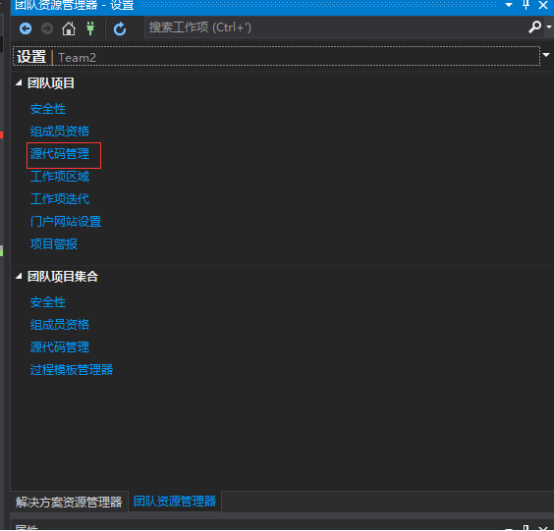 团队资源管理器 - 设置
搜索工作项 (Ctrl+')
设置 | Team2
团队项目
安全性
组成员资格
源代码管理
工作项区域
工作项迭代
门户网站设置
项目警报
团队项目集合
安全性
组成员资格
源代码管理
过程模板管理器
解决方案资源管理器 团队资源管理器
属性